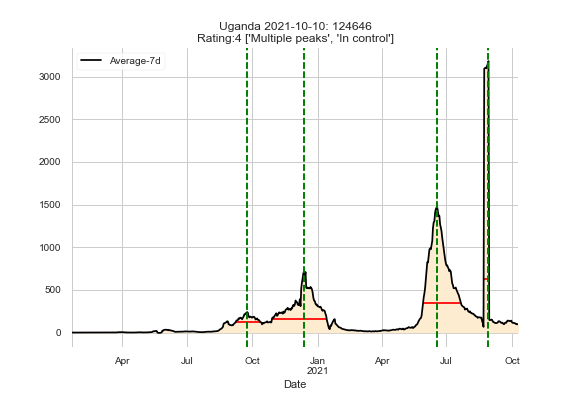 Uganda 2021-10-10: 124646
Rating:4 ['Multiple peaks', 'In control']
Average-7d
3000
2500
2000
1500
1000
500
0
Apr Jul Oct Jan Apr Jul Oct
2021
Date